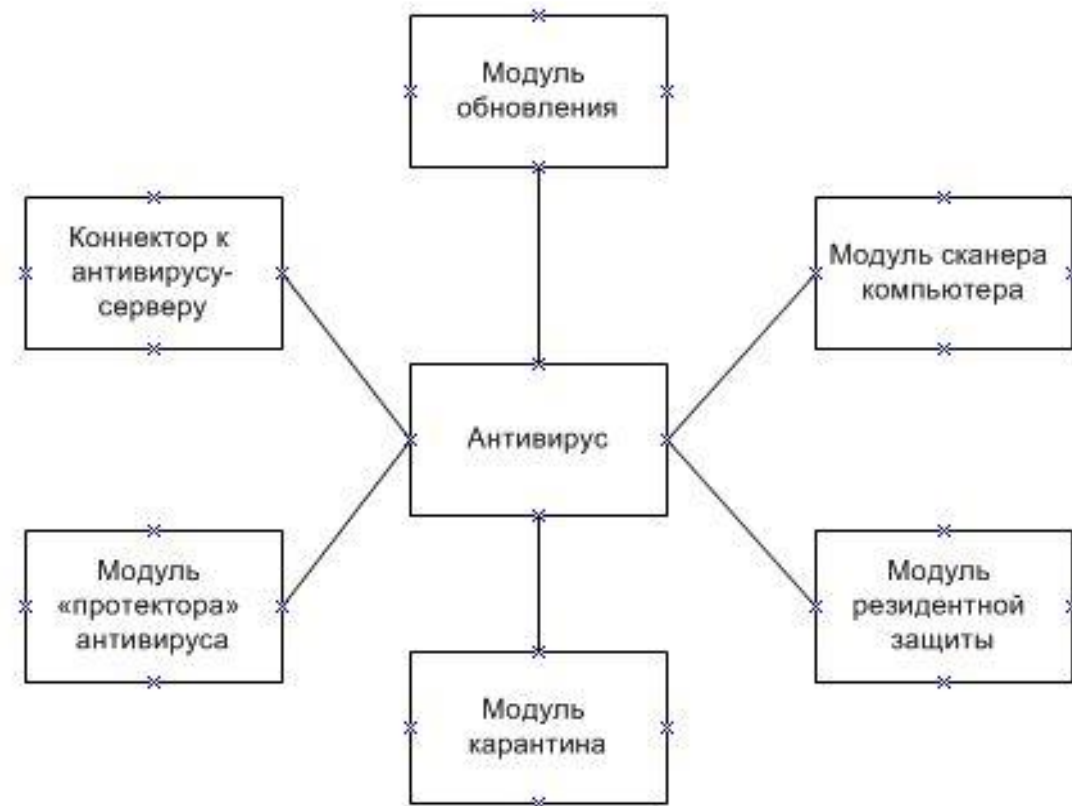 Модуль
обновления
Коннектор к
антивирусу-
серверу
Модуль сканера
компьютера
Антивирус
Модуль
«протектора»
антивируса
Модуль
резидентной
защиты
Модуль
карантина